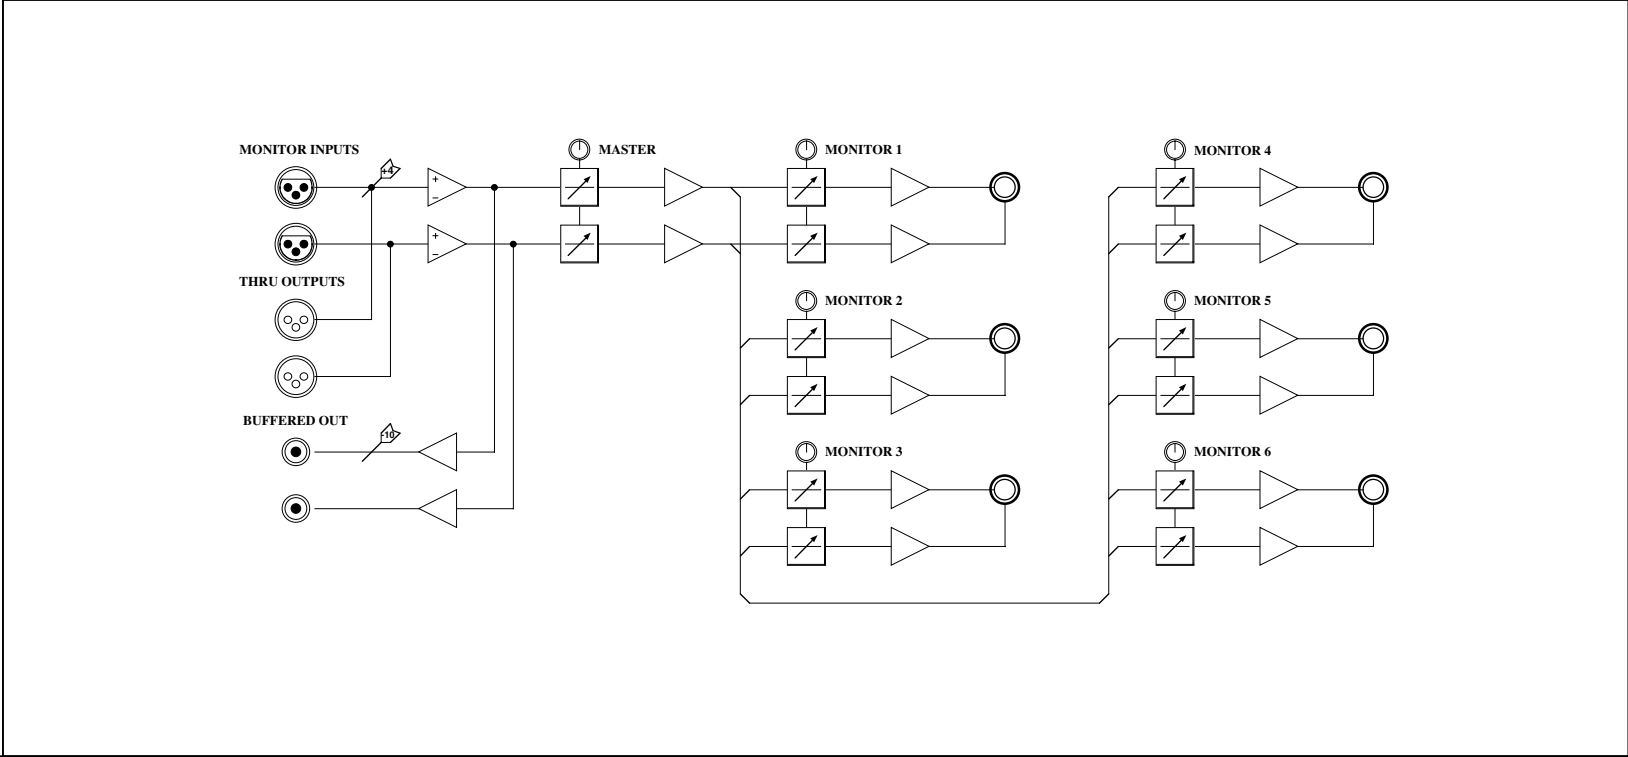 MONITOR INPUTS
+4
+
−
+
−
THRU OUTPUTS
BUFFERED OUT
-10
MASTER
MONITOR 1
MONITOR 2
MONITOR 3
MONITOR 4
MONITOR 5
MONITOR 6